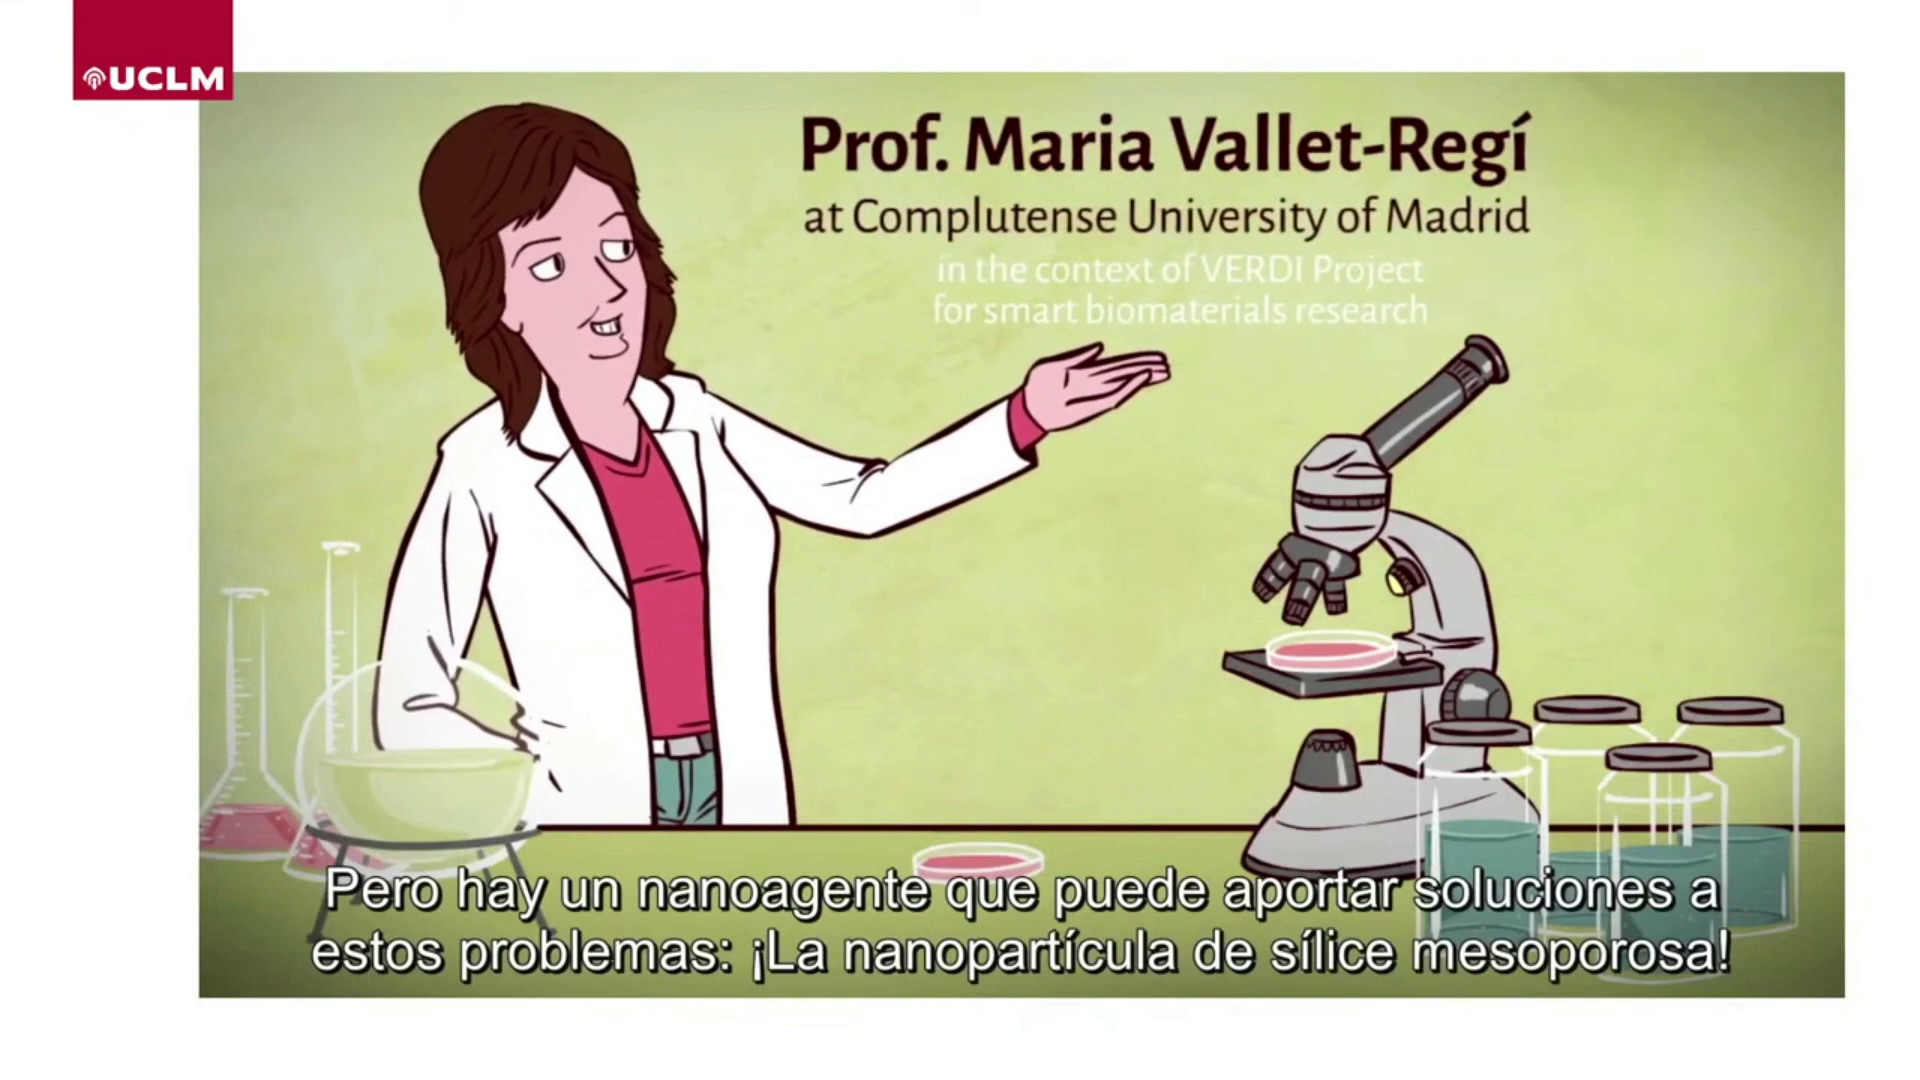 UCLM
Prof. Maria Vallet-Regí
at Complutense University of Madrid
in the context of VERDI Project
for smart biomaterials research
Pero hay un nanoagente que puede aportar soluciones a
estos problemas: ¡La nanopartícula de sílice mesoporosa!